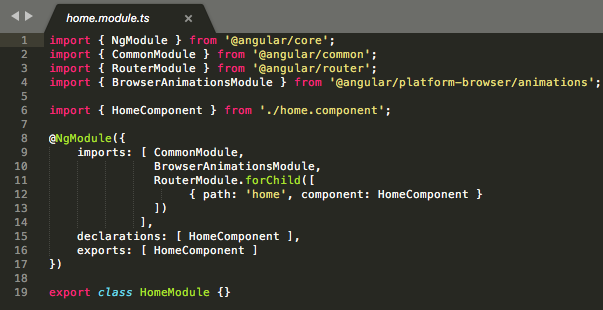 home.module.ts ×
1 import { NgModule } from '@angular/core';
2 import { CommonModule } from '@angular/common';
3 import { RouterModule } from '@angular/router';
4 import { BrowserAnimationsModule } from '@angular/platform-browser/animations';
5
6 import { HomeComponent } from './home.component';
7
8 @NgModule({
9     imports: [ CommonModule,
10                BrowserAnimationsModule,
11                RouterModule.forChild([
12                     { path: 'home', component: HomeComponent }
13                ])
14              ],
15     declarations: [ HomeComponent ],
16     exports: [ HomeComponent ]
17 })
18
19 export class HomeModule {}